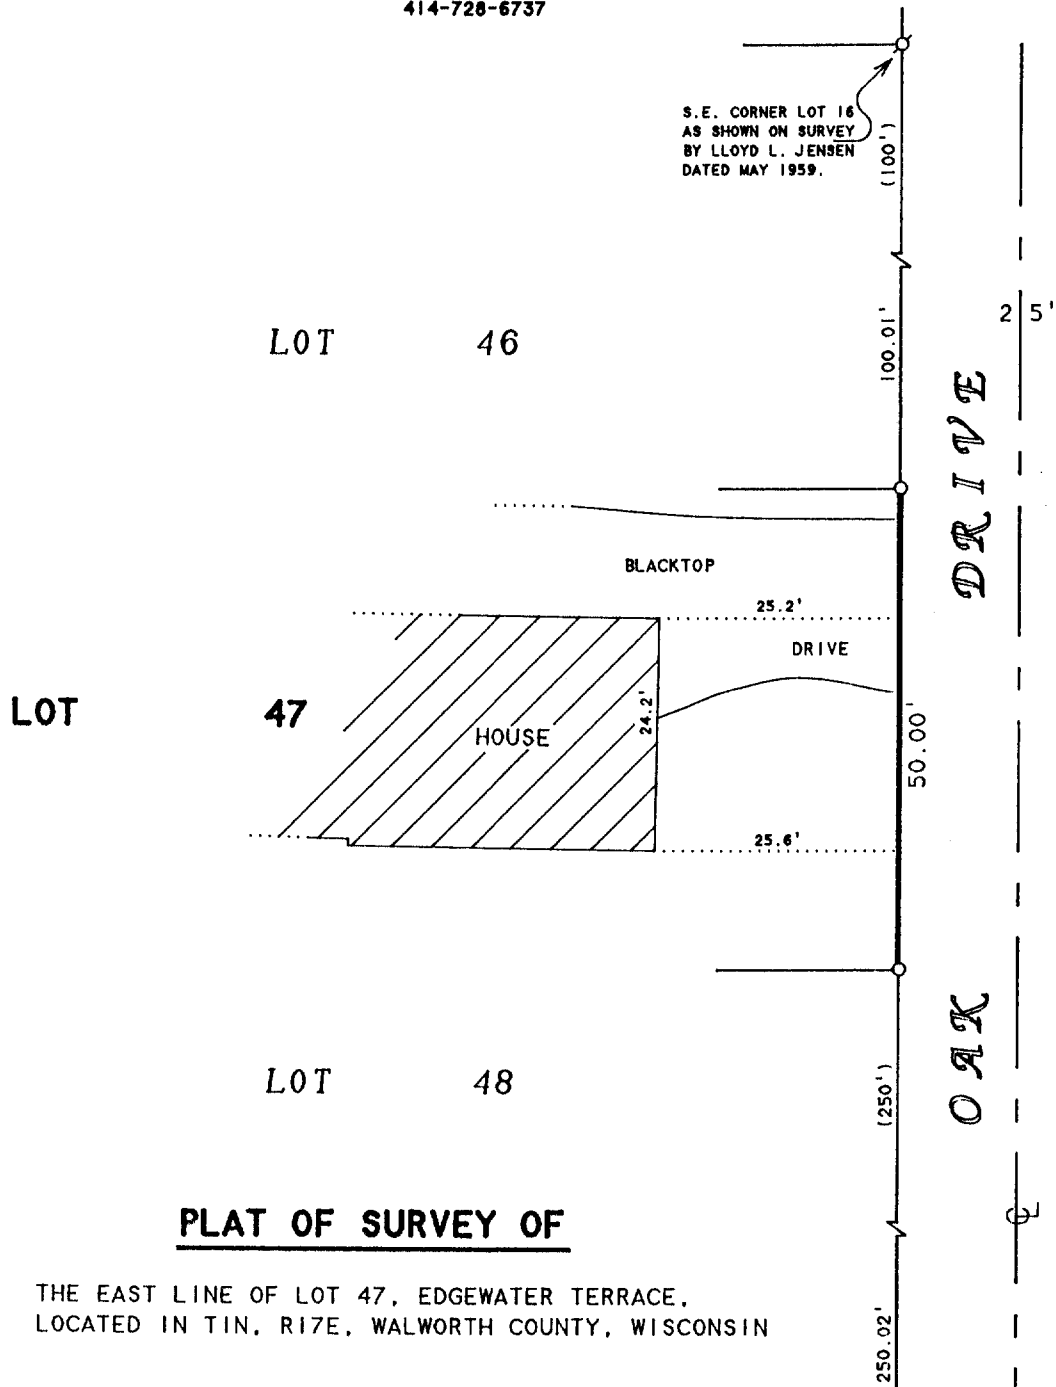 414-728-6737
S.E. CORNER LOT 16
AS SHOWN ON SURVEY
BY LLOYD L. JENSEN
DATED MAY 1959.
(100')
100.01'
25'
LOT 46
OAK DRIVE
BLACKTOP
25.2'
DRIVE
LOT 47
HOUSE
24.2'
50.00'
25.6'
LOT 48
(250')
250.02'
℄
PLAT OF SURVEY OF
THE EAST LINE OF LOT 47, EDGEWATER TERRACE,
LOCATED IN T1N, R17E, WALWORTH COUNTY, WISCONSIN